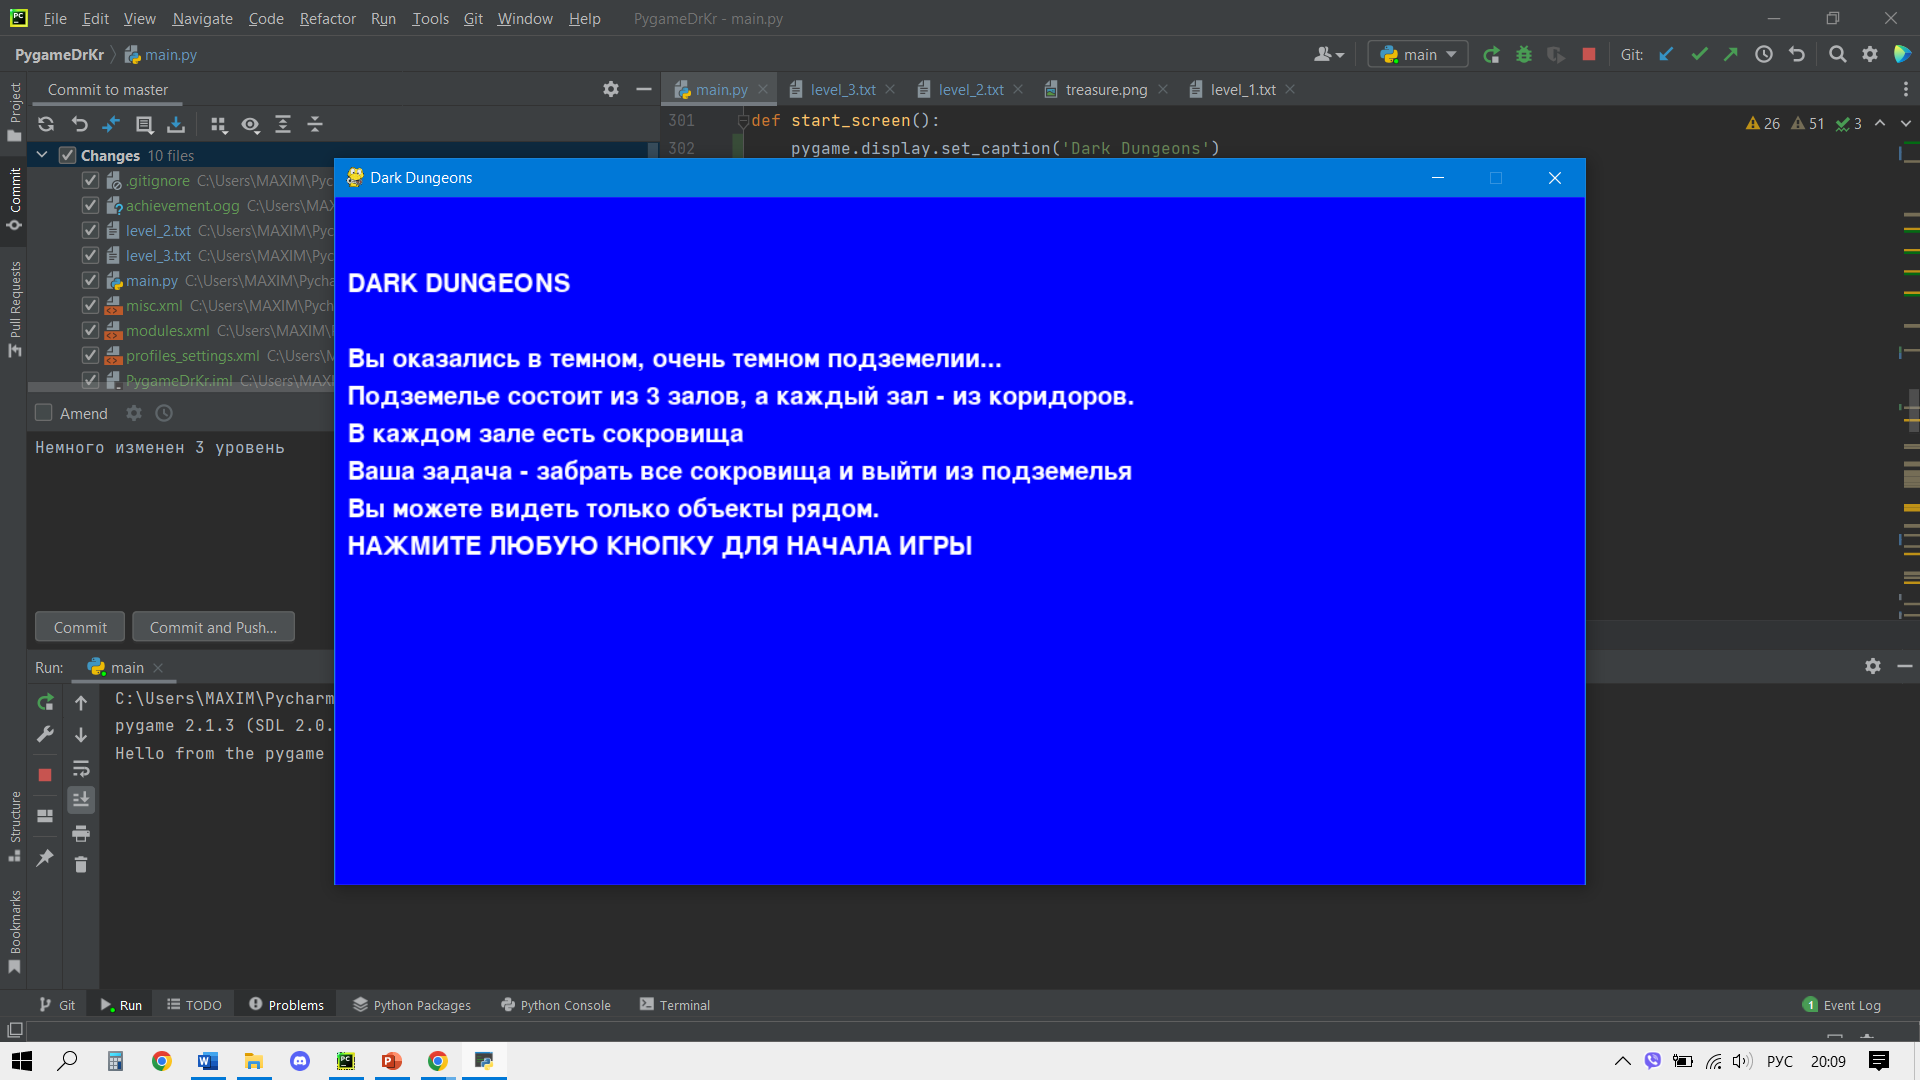 File Edit View Navigate Code Refactor Run Tools Git Window Help PygameDrKr - main.py
PygameDrKr main.py main Git:
Project
Commit
Pull Requests
Structure
Bookmarks
Commit to master
main.py level_3.txt level_2.txt treasure.png level_1.txt
301 def start_screen():
302 pygame.display.set_caption('Dark Dungeons')
26 51 3
Changes 10 files
.gitignore C:\Users\MAXIM\Pyc
achievement.ogg C:\Users\MAX
level_2.txt C:\Users\MAXIM\Pyc
level_3.txt C:\Users\MAXIM\Pyc
main.py C:\Users\MAXIM\Pycha
misc.xml C:\Users\MAXIM\Pych
modules.xml C:\Users\MAXIM\
profiles_settings.xml C:\Users\M
PygameDrKr.iml C:\Users\MAXI
Amend
Немного изменен 3 уровень
Commit Commit and Push...
Dark Dungeons
DARK DUNGEONS
Вы оказались в темном, очень темном подземелии...
Подземелье состоит из 3 залов, а каждый зал - из коридоров.
В каждом зале есть сокровища
Ваша задача - забрать все сокровища и выйти из подземелья
Вы можете видеть только объекты рядом.
НАЖМИТЕ ЛЮБУЮ КНОПКУ ДЛЯ НАЧАЛА ИГРЫ
Run: main
C:\Users\MAXIM\Pycharm
pygame 2.1.3 (SDL 2.0.
Hello from the pygame
Git Run TODO Problems Python Packages Python Console Terminal 1 Event Log
РУС 20:09